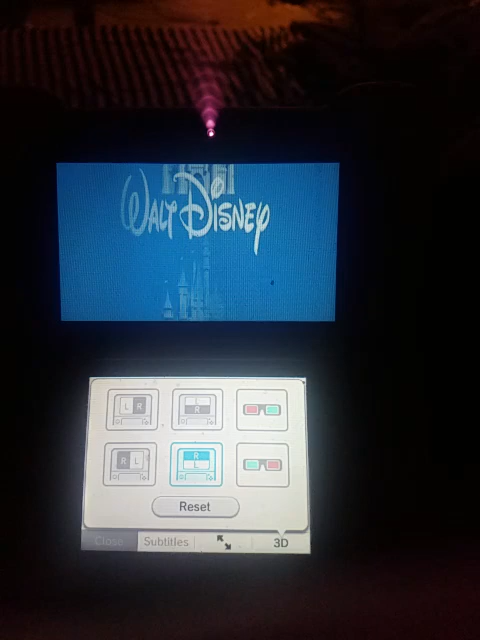 WALT DISNEY
L R
L
R
R L
R
L
Reset
Close Subtitles 3D